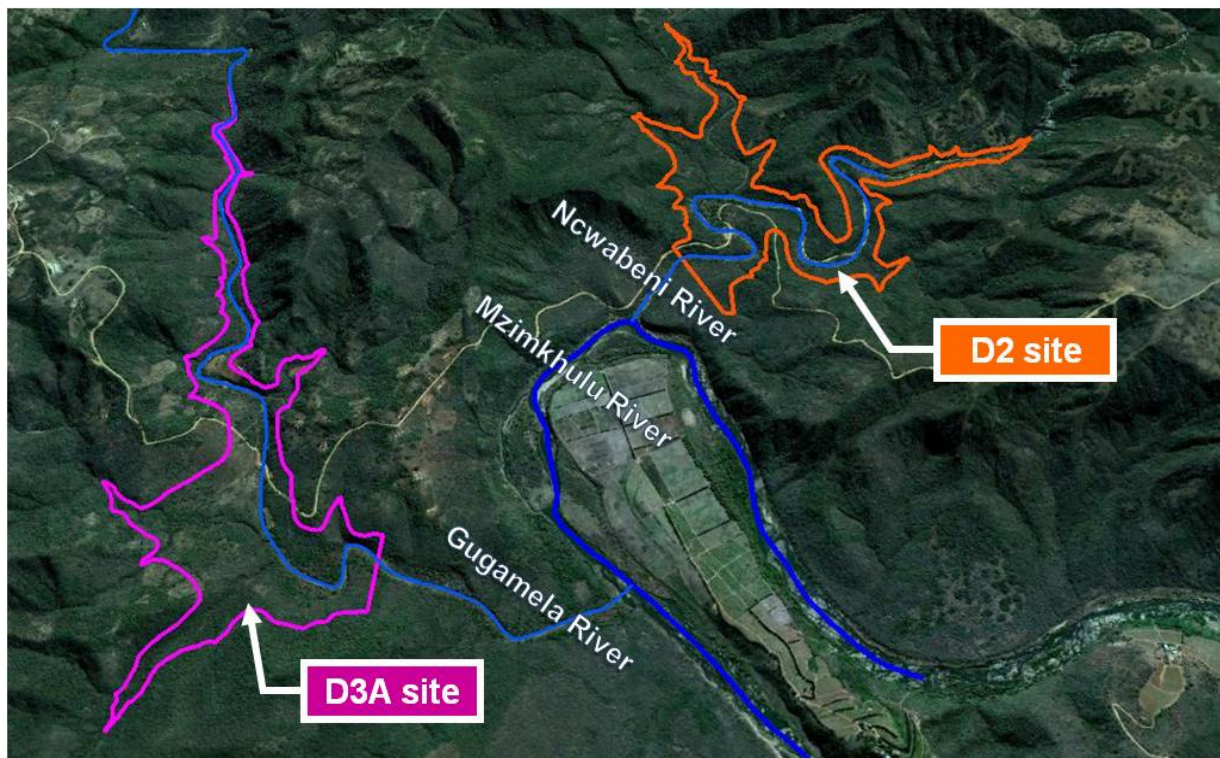 Ncwabeni River
Mzimkhulu River
D2 site
Gugamela River
D3A site